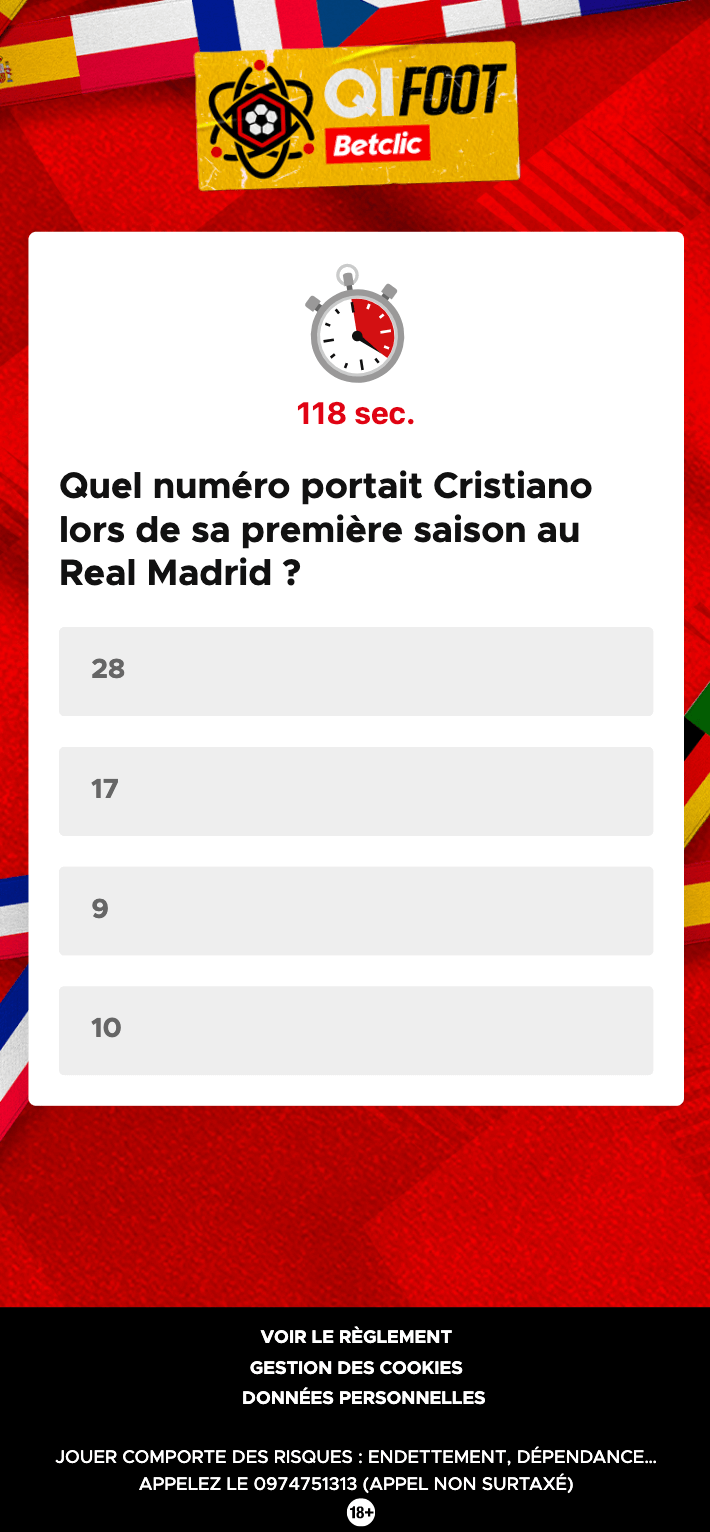 QI FOOT
Betclic
118 sec.
Quel numéro portait Cristiano
lors de sa première saison au
Real Madrid ?
28
17
9
10
VOIR LE RÈGLEMENT
GESTION DES COOKIES
DONNÉES PERSONNELLES
JOUER COMPORTE DES RISQUES : ENDETTEMENT, DÉPENDANCE...
APPELEZ LE 0974751313 (APPEL NON SURTAXÉ)
18+